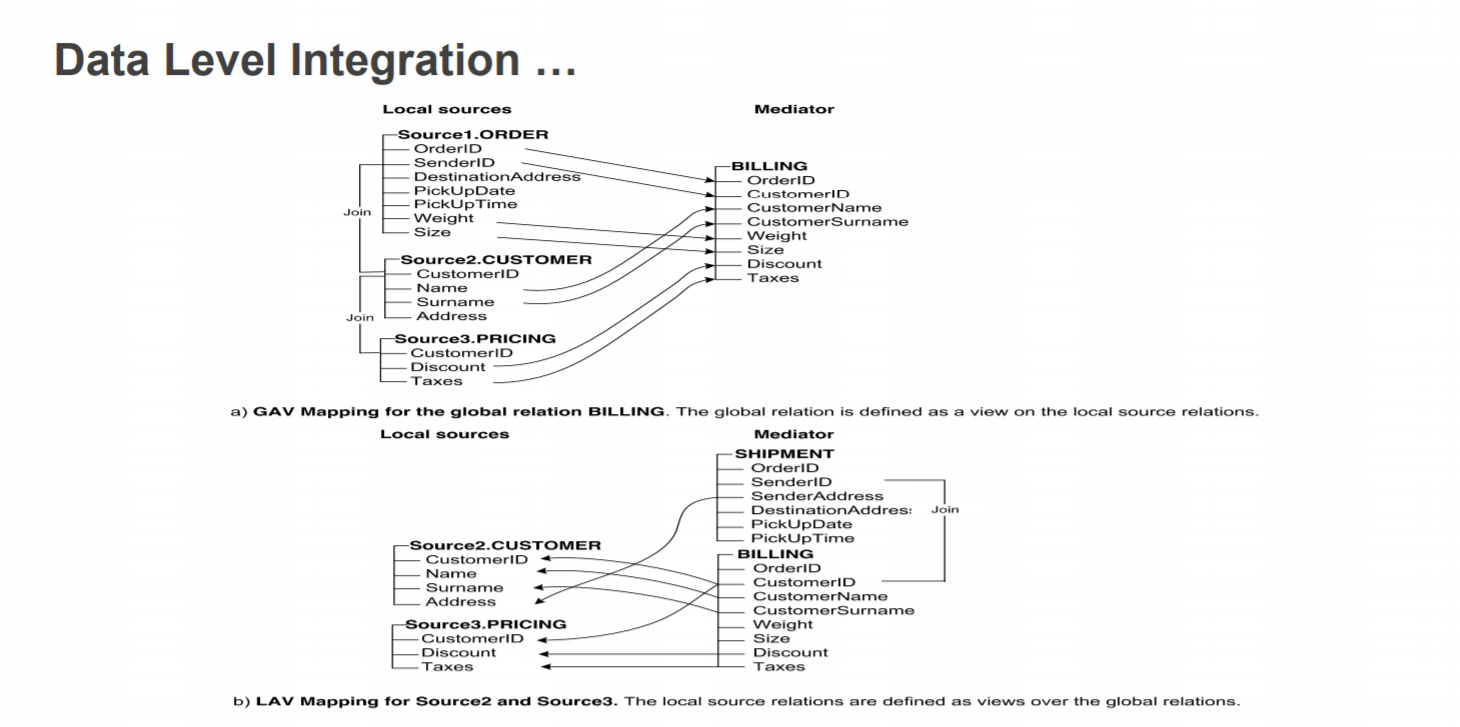 Data Level Integration …
Local sources
Mediator
Source1.ORDER
OrderID
SenderID
DestinationAddress
PickUpDate
PickUpTime
Weight
Size
Join
Source2.CUSTOMER
CustomerID
Name
Surname
Address
Join
Source3.PRICING
CustomerID
Discount
Taxes
BILLING
OrderID
CustomerID
CustomerName
CustomerSurname
Weight
Size
Discount
Taxes
a) GAV Mapping for the global relation BILLING. The global relation is defined as a view on the local source relations.
Local sources
Mediator
Source2.CUSTOMER
CustomerID
Name
Surname
Address
Source3.PRICING
CustomerID
Discount
Taxes
SHIPMENT
OrderID
SenderID
SenderAddress
DestinationAddres:
PickUpDate
PickUpTime
Join
BILLING
OrderID
CustomerID
CustomerName
CustomerSurname
Weight
Size
Discount
Taxes
b) LAV Mapping for Source2 and Source3. The local source relations are defined as views over the global relations.